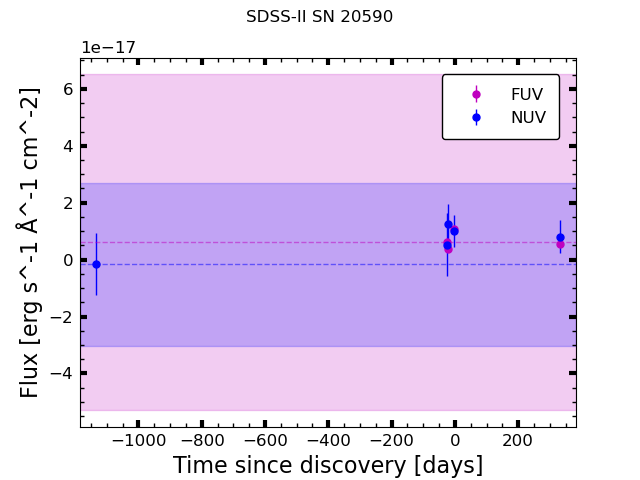 SDSS-II SN 20590
1e−17
FUV
NUV
6
4
2
0
−2
−4
Flux [erg s^-1 Å^-1 cm^-2]
−1000 −800 −600 −400 −200 0 200
Time since discovery [days]